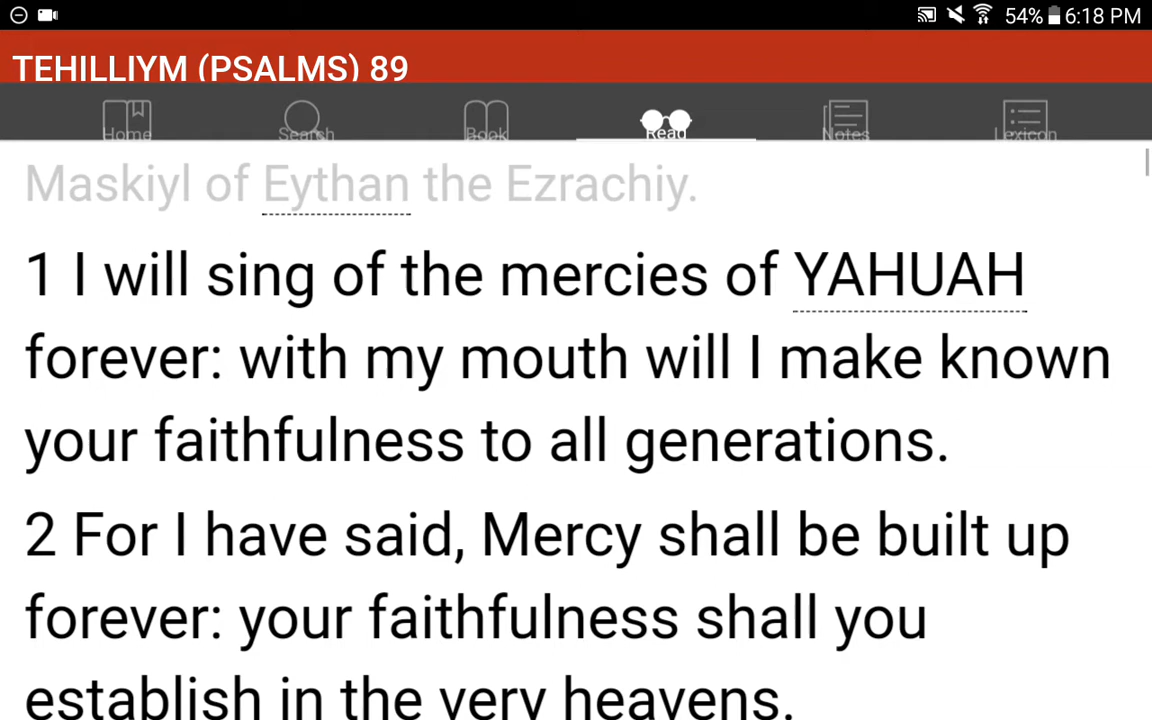 54% 6:18 PM
TEHILLIYM (PSALMS) 89
Home Search Book Read Notes Lexicon
Maskiyl of Eythan the Ezrachiy.
1 I will sing of the mercies of YAHUAH
forever: with my mouth will I make known
your faithfulness to all generations.
2 For I have said, Mercy shall be built up
forever: your faithfulness shall you
establish in the very heavens.